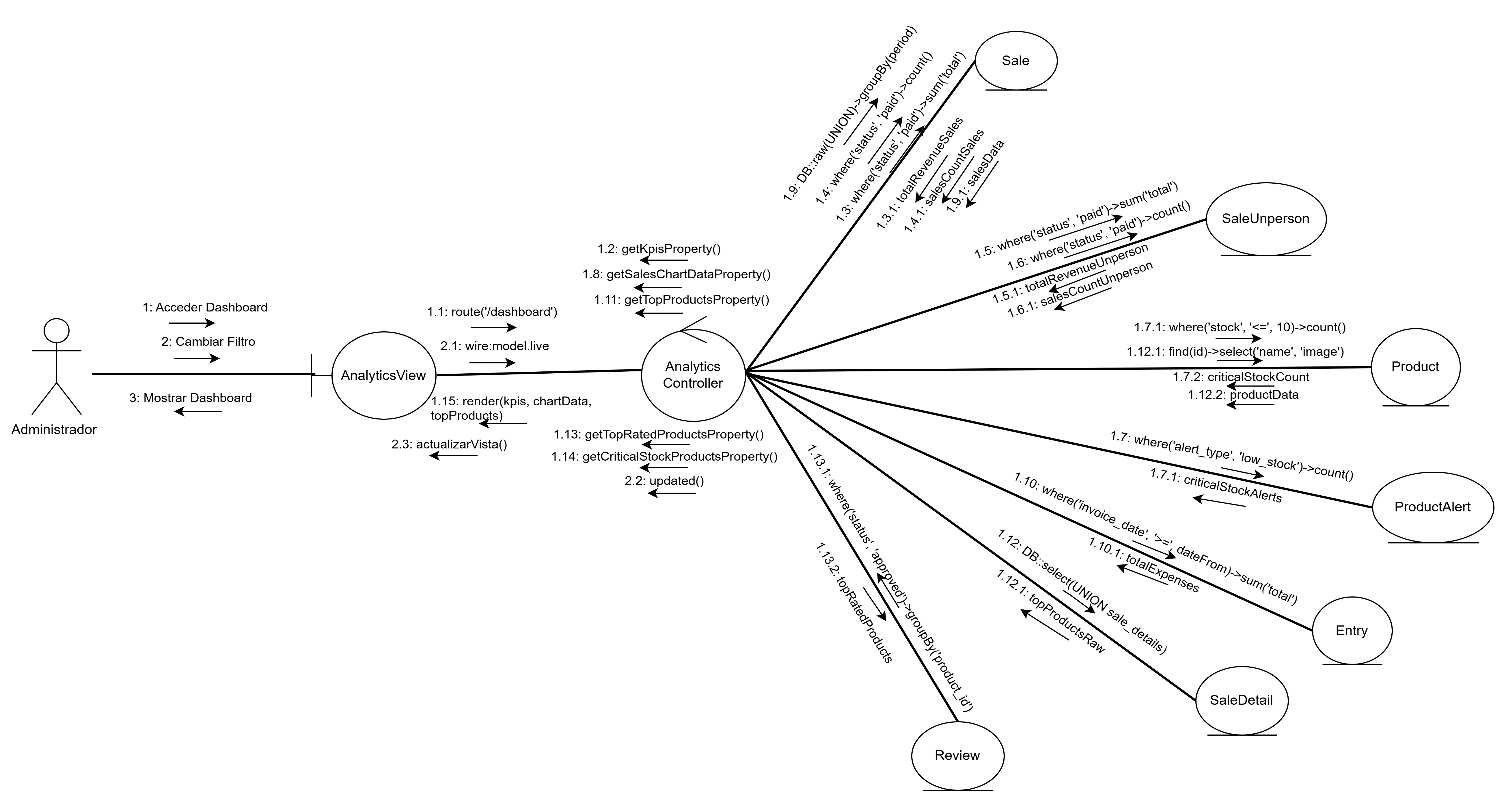 1: Acceder Dashboard
2: Cambiar Filtro
3: Mostrar Dashboard
Administrador
AnalyticsView
1.1: route('/dashboard')
2.1: wire:model.live
1.15: render(kpis, chartData,
topProducts)
2.3: actualizarVista()
1.2: getKpisProperty()
1.8: getSalesChartDataProperty()
1.11: getTopProductsProperty()
Analytics
Controller
1.13: getTopRatedProductsProperty()
1.14: getCriticalStockProductsProperty()
2.2: updated()
1.9: DB::raw(UNION)->groupBy(period)
1.4: where('status', 'paid')->count()
1.3: where('status', 'paid')->sum('total')
1.3.1: totalRevenueSales
1.4.1: salesCountSales
1.9.1: salesData
Sale
1.5: where('status', 'paid')->sum('total')
1.6: where('status', 'paid')->count()
1.5.1: totalRevenueUnperson
1.6.1: salesCountUnperson
SaleUnperson
1.7.1: where('stock', '<=', 10)->count()
1.12.1: find(id)->select('name', 'image')
1.7.2: criticalStockCount
1.12.2: productData
Product
1.7: where('alert_type', 'low_stock')->count()
1.7.1: criticalStockAlerts
ProductAlert
1.10: where('invoice_date', '>=', dateFrom)->sum('total')
1.10.1: totalExpenses
Entry
1.12: DB::select(UNION sale_details)
1.12.1: topProductsRaw
SaleDetail
1.13.1: where('status', 'approved')->groupBy('product_id')
1.13.2: topRatedProducts
Review